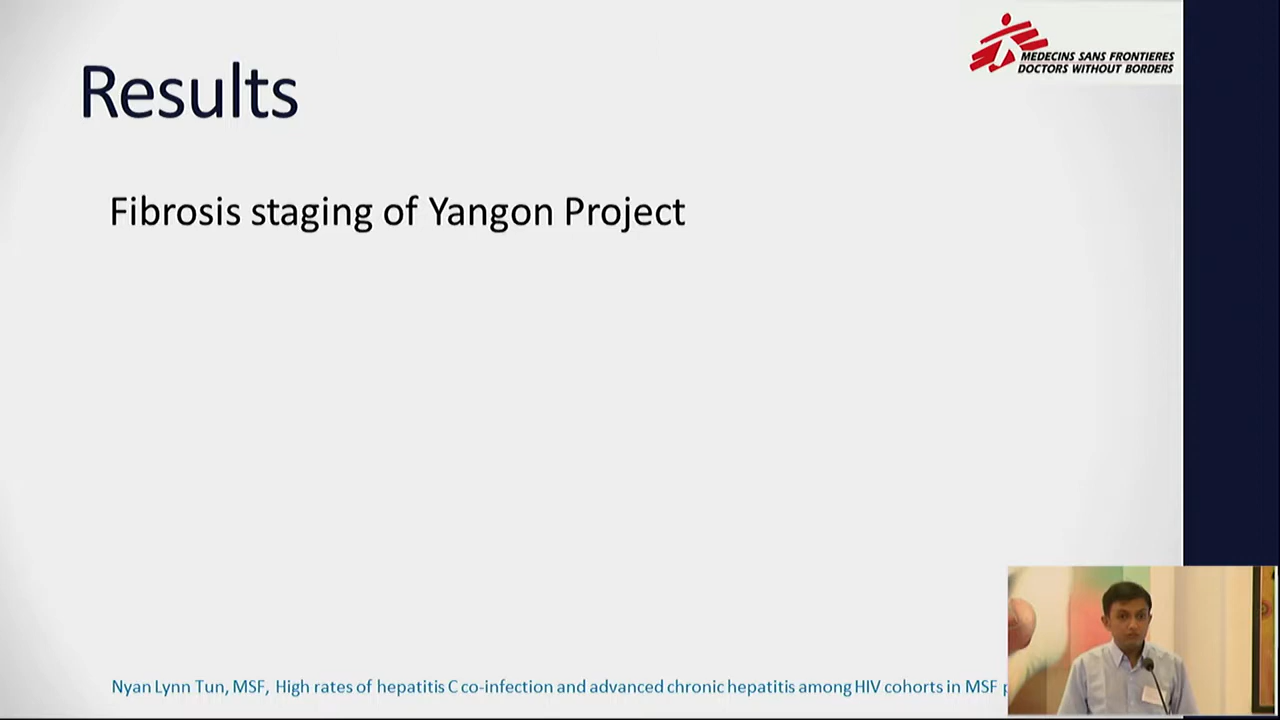 MEDECINS SANS FRONTIERES
DOCTORS WITHOUT BORDERS
Results
Fibrosis staging of Yangon Project
Nyan Lynn Tun, MSF, High rates of hepatitis C co-infection and advanced chronic hepatitis among HIV cohorts in MSF